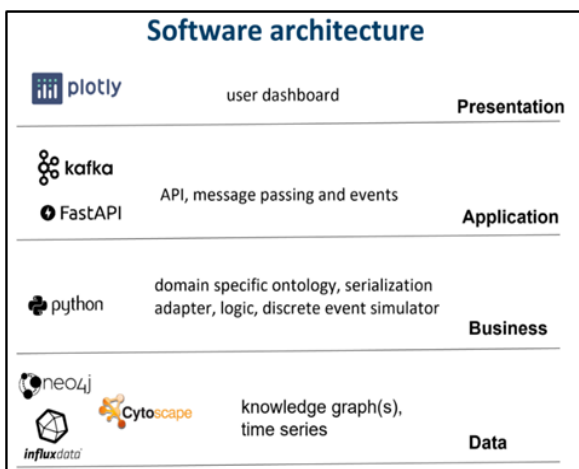 Software architecture
plotly
user dashboard
Presentation
kafka
API, message passing and events
FastAPI
Application
domain specific ontology, serialization
python
adapter, logic, discrete event simulator
Business
neo4j
Cytoscape
knowledge graph(s),
time series
influxdata
Data